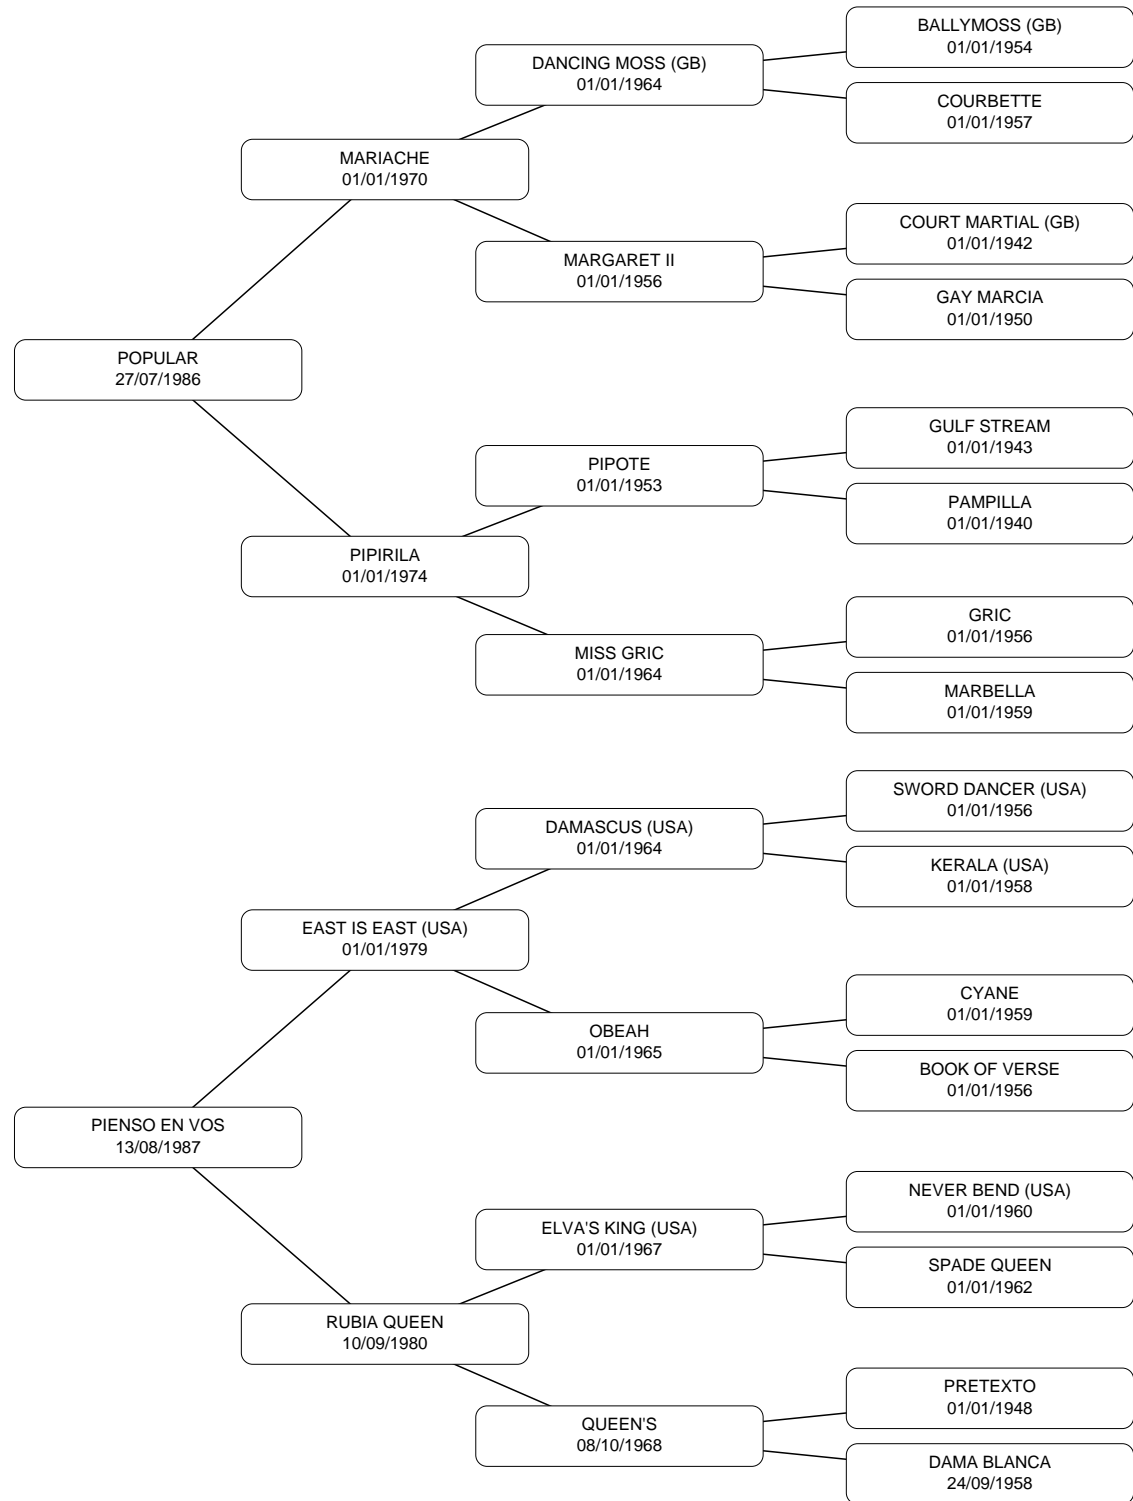 BALLYMOSS (GB)
01/01/1954
DANCING MOSS (GB)
01/01/1964
COURBETTE
01/01/1957
MARIACHE
01/01/1970
COURT MARTIAL (GB)
01/01/1942
MARGARET II
01/01/1956
GAY MARCIA
01/01/1950
POPULAR
27/07/1986
GULF STREAM
01/01/1943
PIPOTE
01/01/1953
PAMPILLA
01/01/1940
PIPIRILA
01/01/1974
GRIC
01/01/1956
MISS GRIC
01/01/1964
MARBELLA
01/01/1959
SWORD DANCER (USA)
01/01/1956
DAMASCUS (USA)
01/01/1964
KERALA (USA)
01/01/1958
EAST IS EAST (USA)
01/01/1979
CYANE
01/01/1959
OBEAH
01/01/1965
BOOK OF VERSE
01/01/1956
PIENSO EN VOS
13/08/1987
NEVER BEND (USA)
01/01/1960
ELVA'S KING (USA)
01/01/1967
SPADE QUEEN
01/01/1962
RUBIA QUEEN
10/09/1980
PRETEXTO
01/01/1948
QUEEN'S
08/10/1968
DAMA BLANCA
24/09/1958